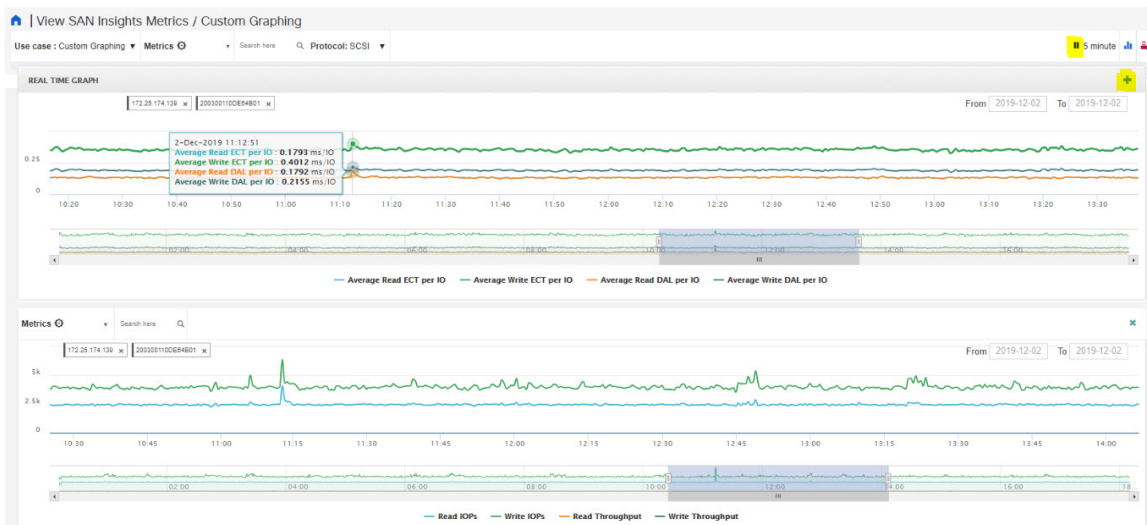 | View SAN Insights Metrics / Custom Graphing
Use case : Custom Graphing ▼ Metrics ▼ Search here Protocol: SCSI ▼ 5 minute
REAL TIME GRAPH
172.25.174.139 × 200300110DE64B01 × From 2019-12-02 To 2019-12-02
2-Dec-2019 11:12:51
Average Read ECT per IO : 0.1793 ms/IO
Average Write ECT per IO : 0.4012 ms/IO
Average Read DAL per IO : 0.1792 ms/IO
Average Write DAL per IO : 0.2155 ms/IO
0.25
0
10:20 10:30 10:40 10:50 11:00 11:10 11:20 11:30 11:40 11:50 12:00 12:10 12:20 12:30 12:40 12:50 13:00 13:10 13:20 13:30
02:00 04:00 06:00 08:00 10:00 12:00 14:00 16:00
Average Read ECT per IO Average Write ECT per IO Average Read DAL per IO Average Write DAL per IO
Metrics ▼ Search here
172.25.174.139 × 200300110DE64B01 × From 2019-12-02 To 2019-12-02
5k
2.5k
0
10:30 10:45 11:00 11:15 11:30 11:45 12:00 12:15 12:30 12:45 13:00 13:15 13:30 13:45 14:00
02:00 04:00 06:00 08:00 10:00 12:00 14:00 16:00 18
Read IOPs Write IOPs Read Throughput Write Throughput